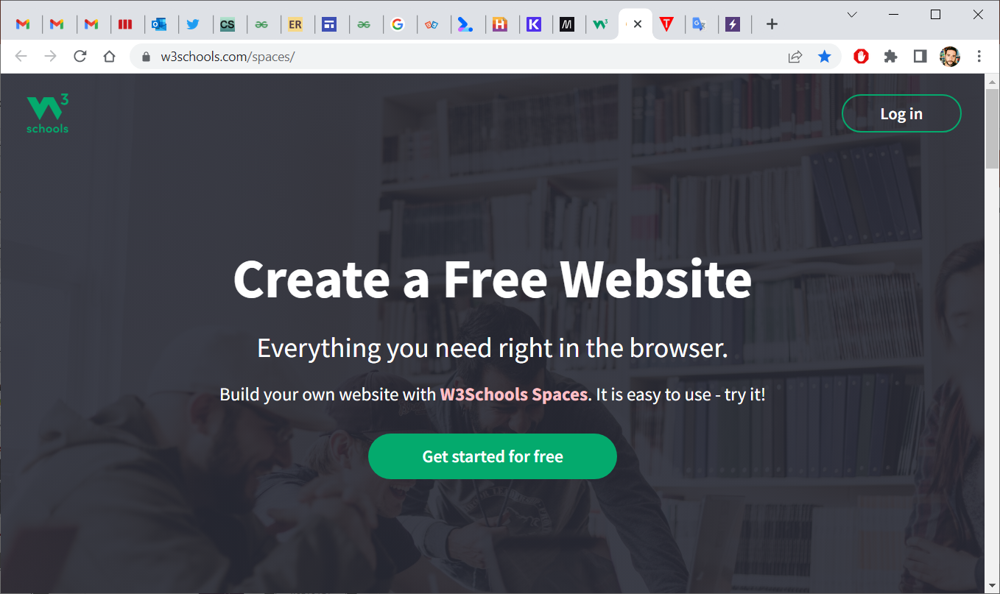 CS
ER
G
H
K
M
w3
T
G
w3schools.com/spaces/
W3
schools
Log in
Create a Free Website
Everything you need right in the browser.
Build your own website with W3Schools Spaces. It is easy to use - try it!
Get started for free